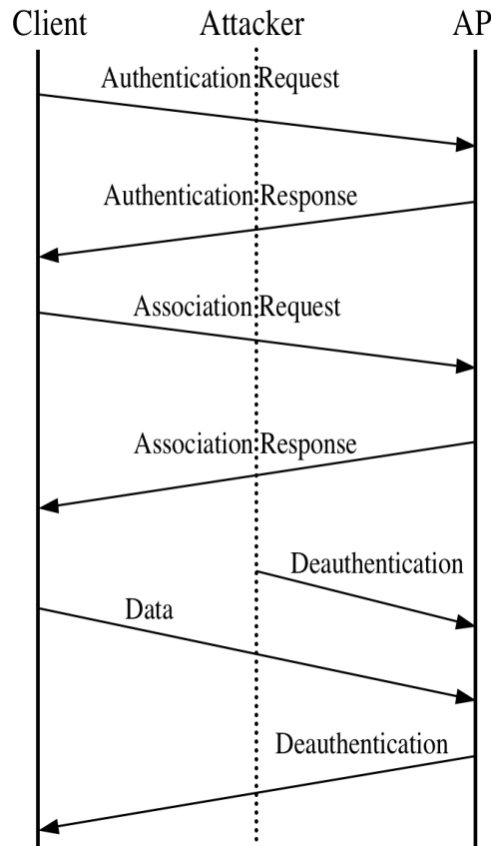 Client Attacker AP
Authentication Request
Authentication Response
Association Request
Association Response
Deauthentication
Data
Deauthentication